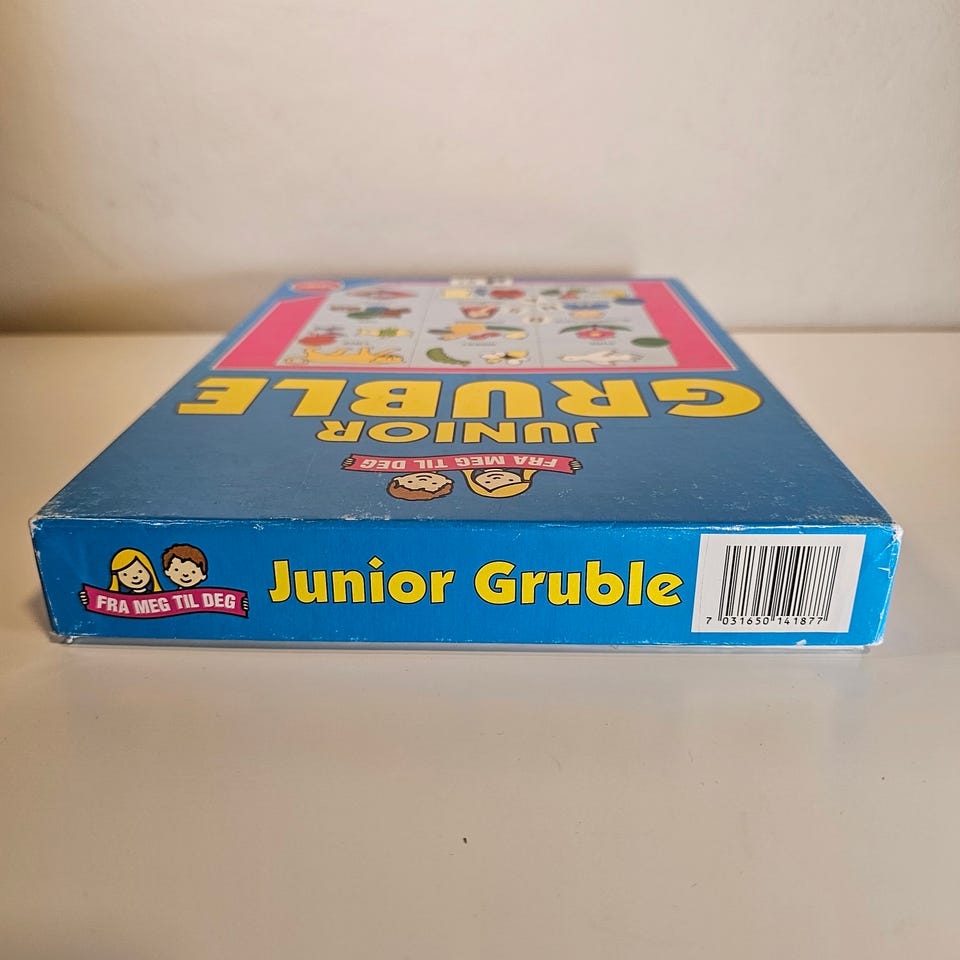 GRUBLE
JUNIOR
FRA MEG TIL DEG
FRA MEG TIL DEG
Junior Gruble
7 031650 141877